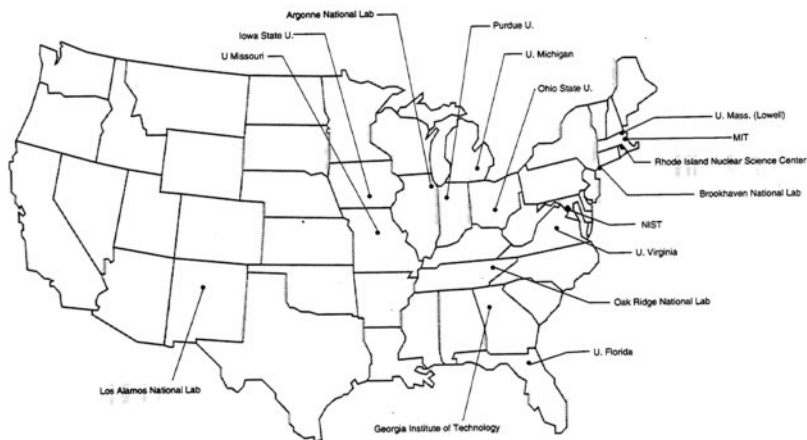 Argonne National Lab
Purdue U.
Iowa State U.
U Missouri
U. Michigan
Ohio State U.
U. Mass. (Lowell)
MIT
Rhode Island Nuclear Science Center
Brookhaven National Lab
NIST
U. Virginia
Oak Ridge National Lab
U. Florida
Los Alamos National Lab
Georgia Institute of Technology